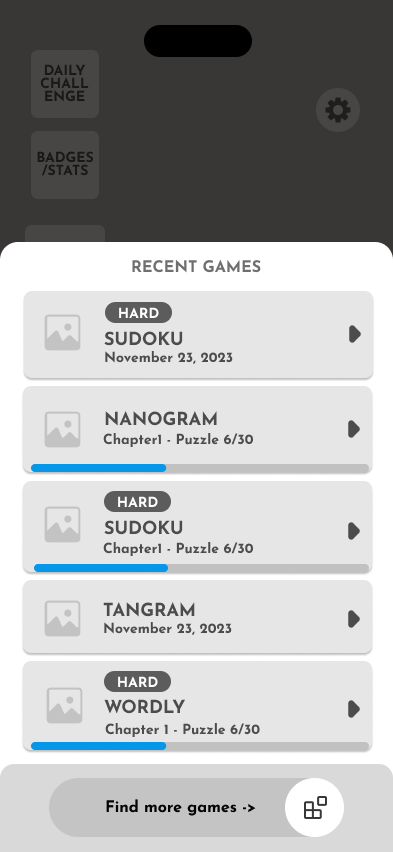 DAILY
CHALL
ENGE
BADGES
/STATS
RECENT GAMES
HARD
SUDOKU
November 23, 2023
NANOGRAM
Chapter1 - Puzzle 6/30
HARD
SUDOKU
Chapter1 - Puzzle 6/30
TANGRAM
November 23, 2023
HARD
WORDLY
Chapter 1 - Puzzle 6/30
Find more games ->